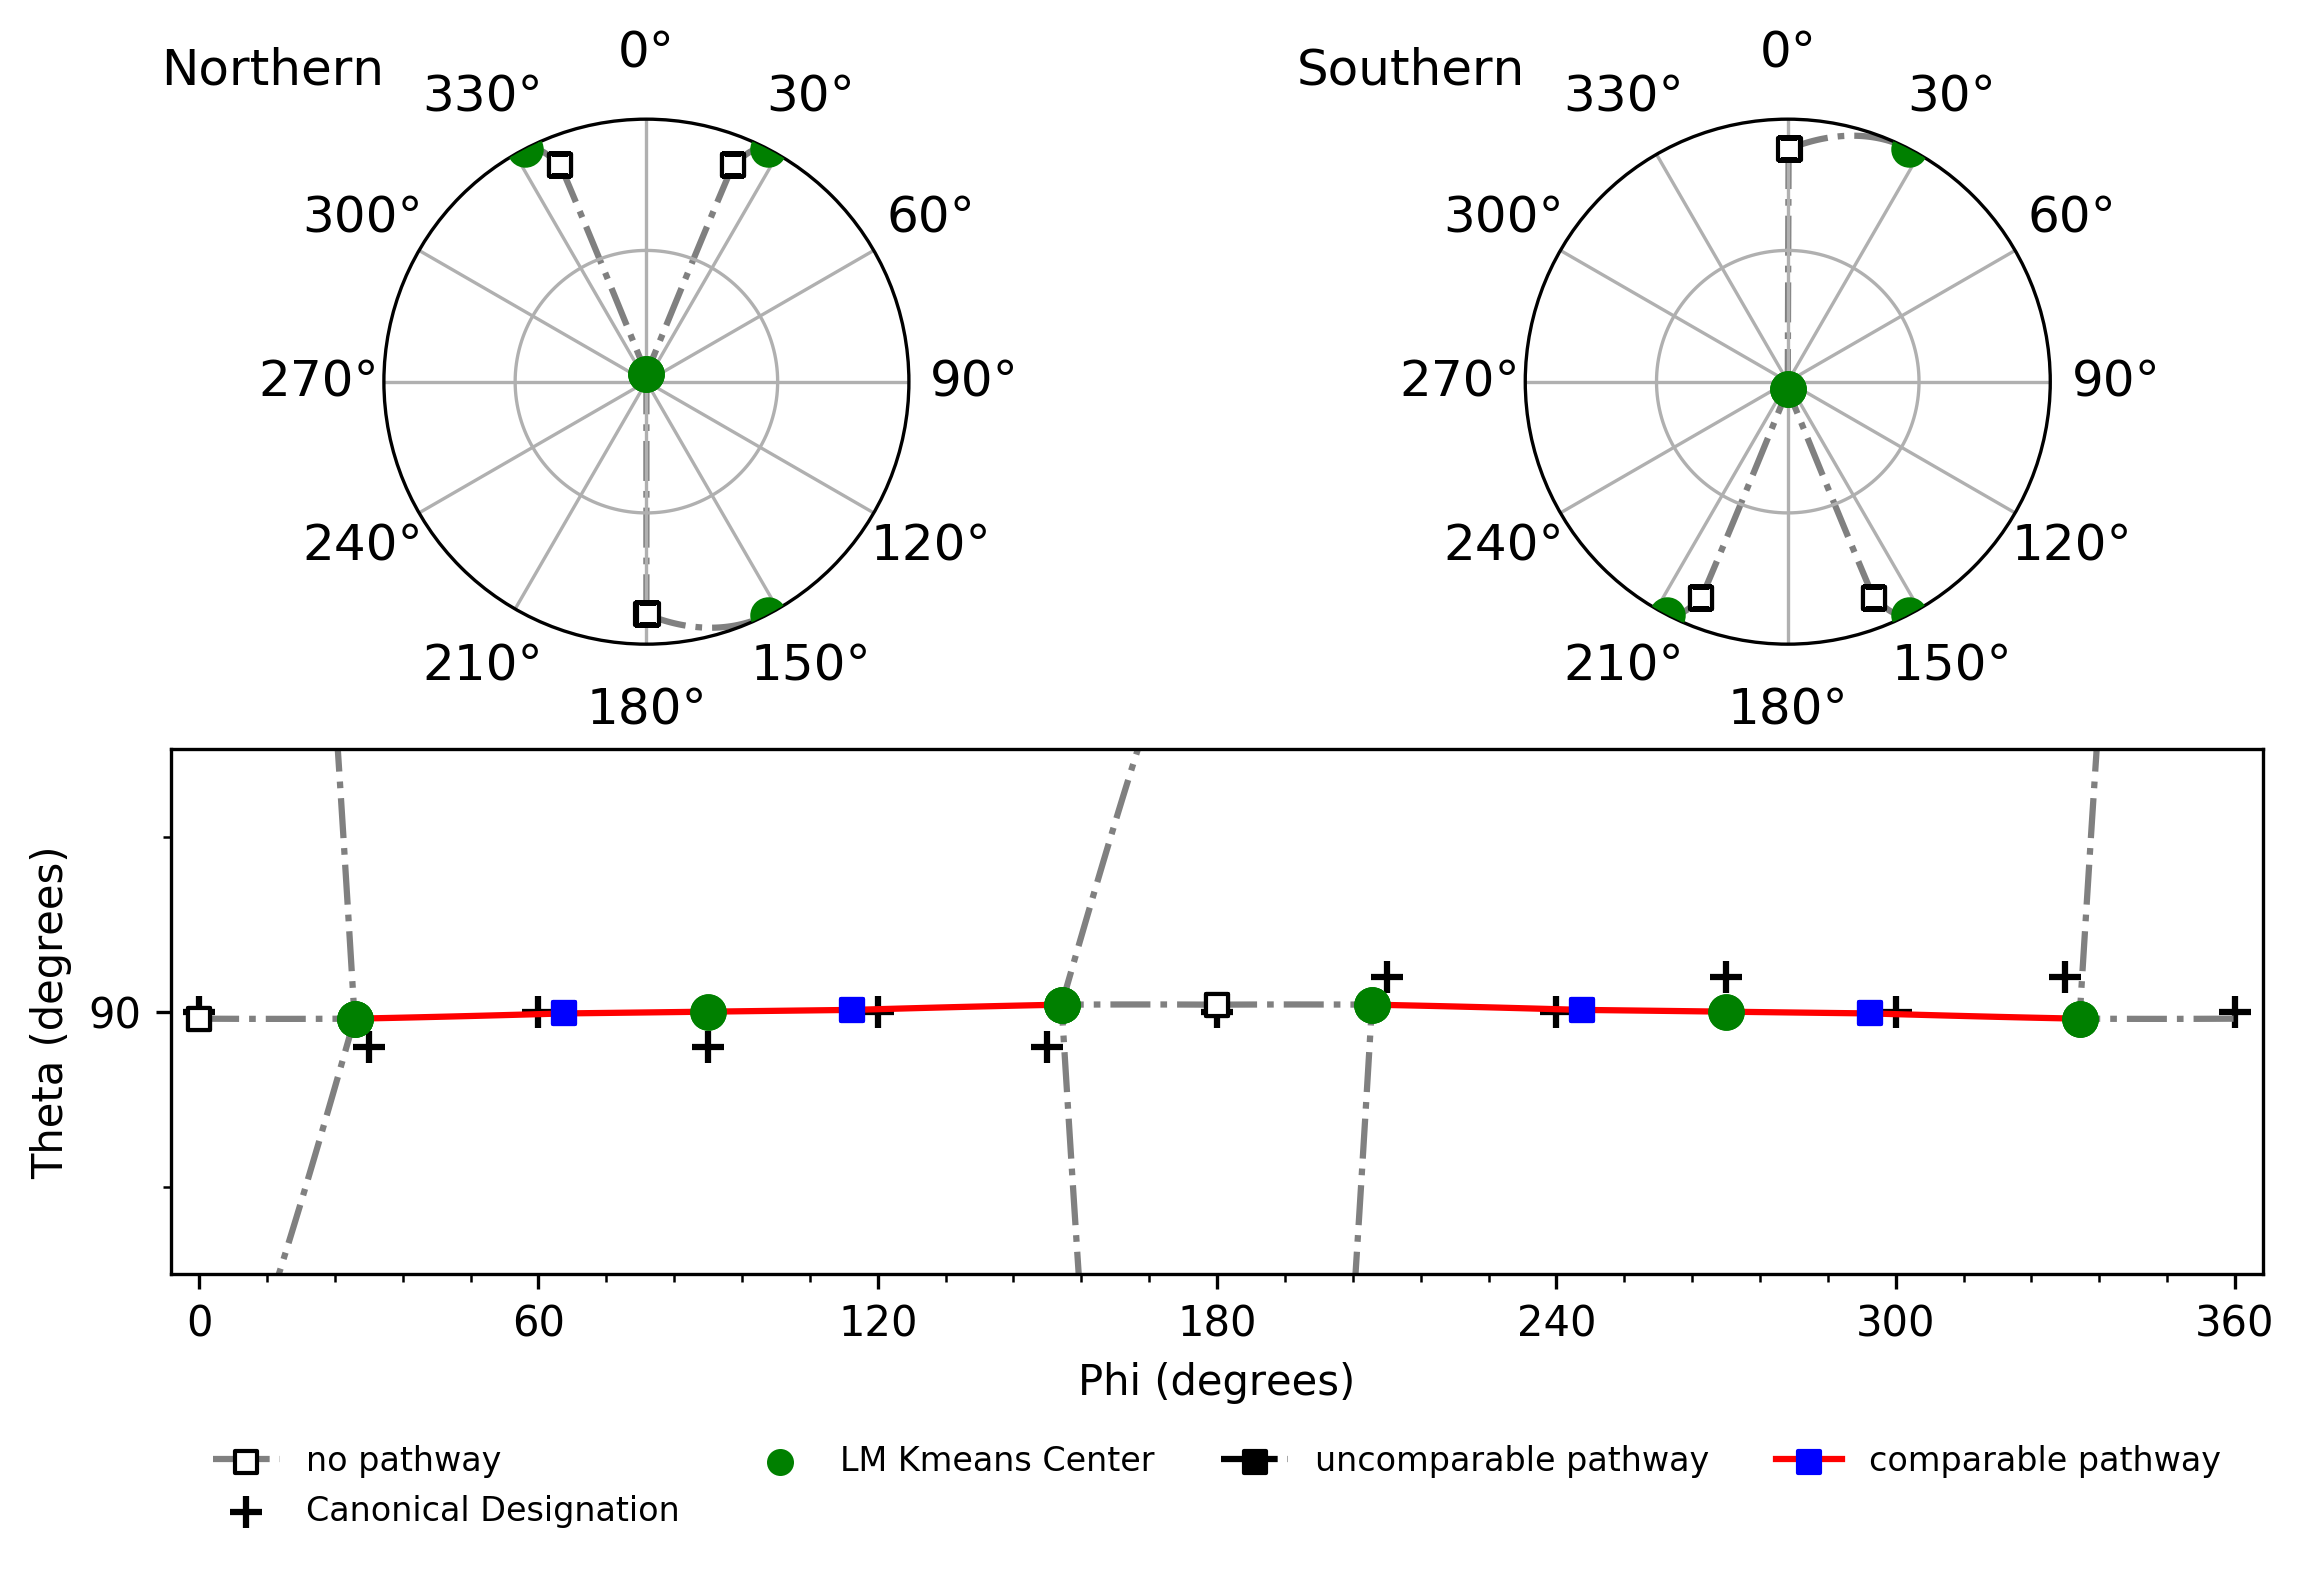 Northern
0°
330°
30°
300°
60°
270°
90°
240°
120°
210°
150°
180°
Southern
0°
330°
30°
300°
60°
270°
90°
240°
120°
210°
150°
180°
Theta (degrees)
90
0 60 120 180 240 300 360
Phi (degrees)
no pathway
LM Kmeans Center
uncomparable pathway
comparable pathway
Canonical Designation